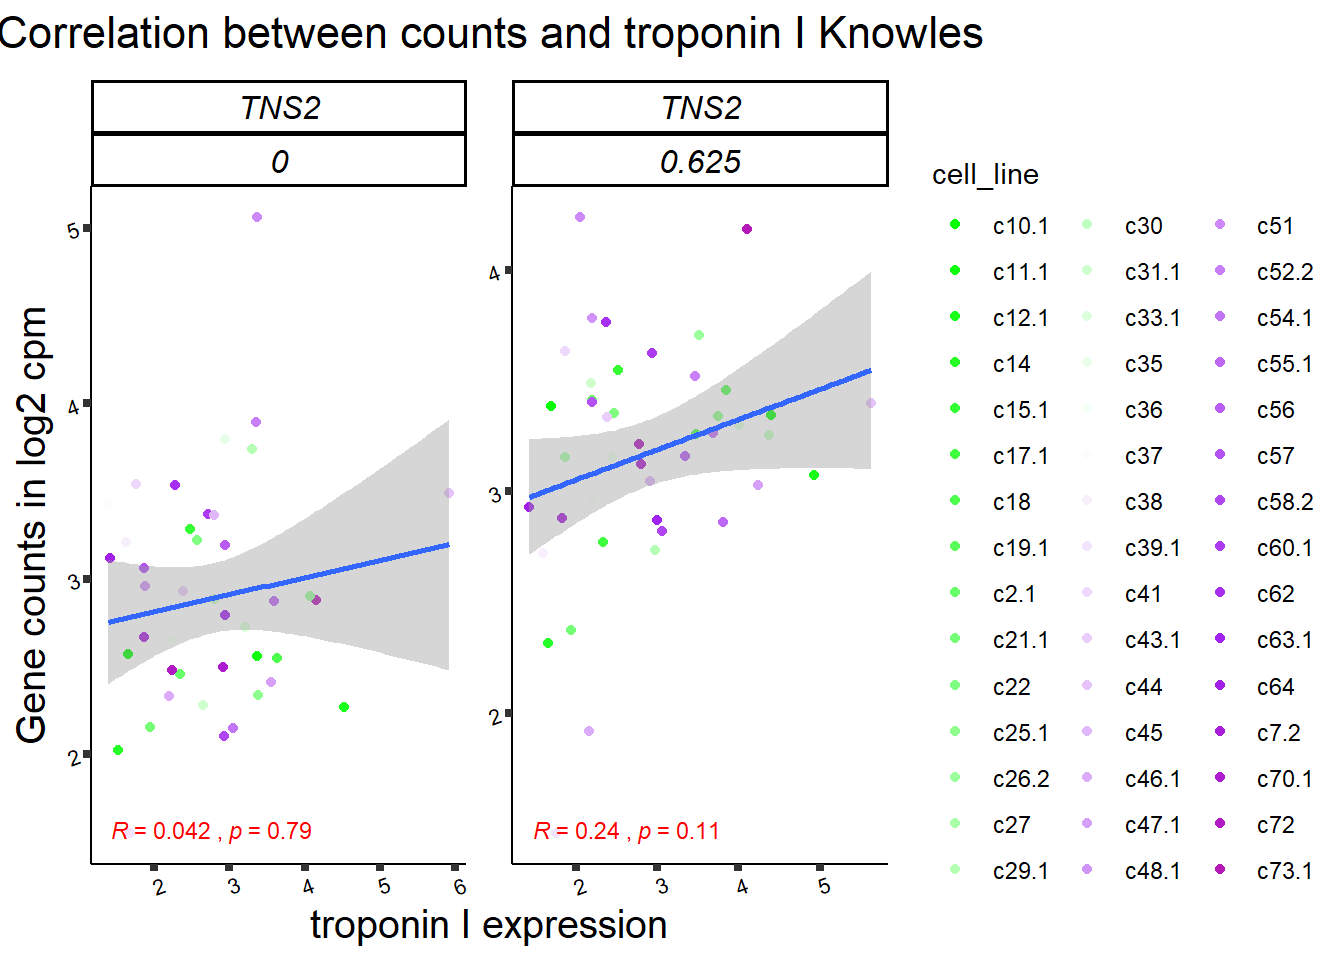 Correlation between counts and troponin I Knowles
TNS2
0
TNS2
0.625
Gene counts in log2 cpm
5
4
3
2
4
3
2
R = 0.042 , p = 0.79
R = 0.24 , p = 0.11
2 3 4 5 6
2 3 4 5
troponin I expression
cell_line
c10.1 c30 c51
c11.1 c31.1 c52.2
c12.1 c33.1 c54.1
c14 c35 c55.1
c15.1 c36 c56
c17.1 c37 c57
c18 c38 c58.2
c19.1 c39.1 c60.1
c2.1 c41 c62
c21.1 c43.1 c63.1
c22 c44 c64
c25.1 c45 c7.2
c26.2 c46.1 c70.1
c27 c47.1 c72
c29.1 c48.1 c73.1